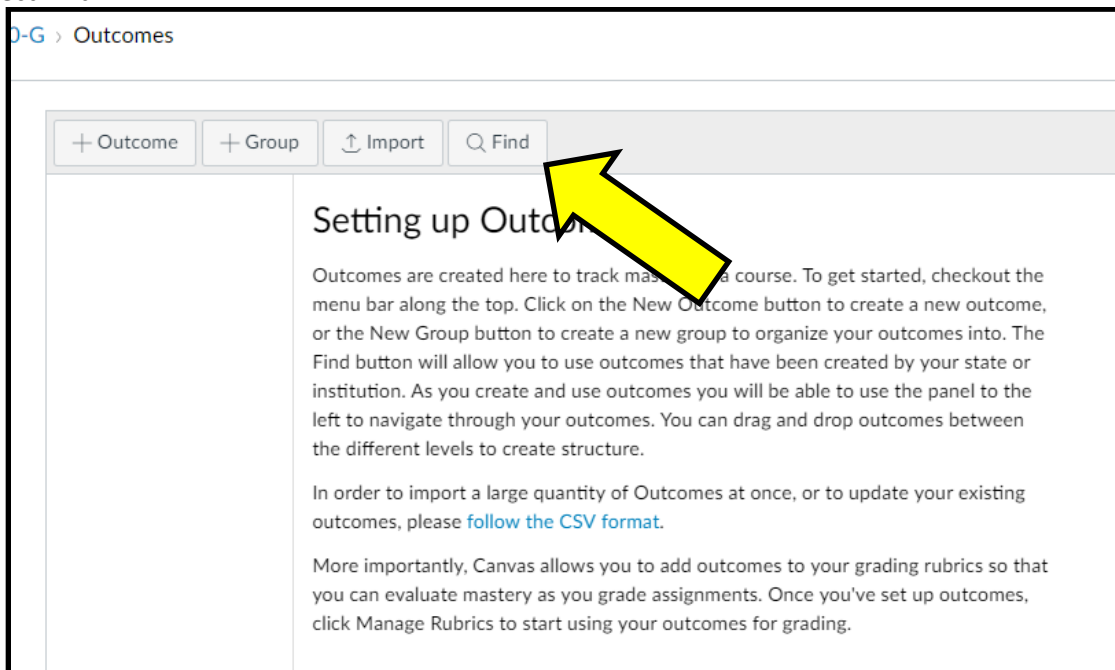 0-G › Outcomes
+ Outcome + Group Import Find
Setting up Outco
Outcomes are created here to track mas a course. To get started, checkout the
menu bar along the top. Click on the New Outcome button to create a new outcome,
or the New Group button to create a new group to organize your outcomes into. The
Find button will allow you to use outcomes that have been created by your state or
institution. As you create and use outcomes you will be able to use the panel to the
left to navigate through your outcomes. You can drag and drop outcomes between
the different levels to create structure.
In order to import a large quantity of Outcomes at once, or to update your existing
outcomes, please follow the CSV format.
More importantly, Canvas allows you to add outcomes to your grading rubrics so that
you can evaluate mastery as you grade assignments. Once you've set up outcomes,
click Manage Rubrics to start using your outcomes for grading.